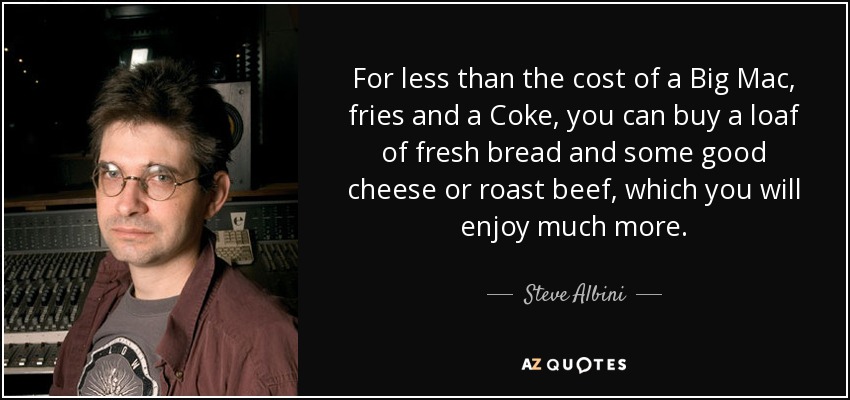 For less than the cost of a Big Mac,
fries and a Coke, you can buy a loaf
of fresh bread and some good
cheese or roast beef, which you will
enjoy much more.
Steve Albini
AZ QUOTES